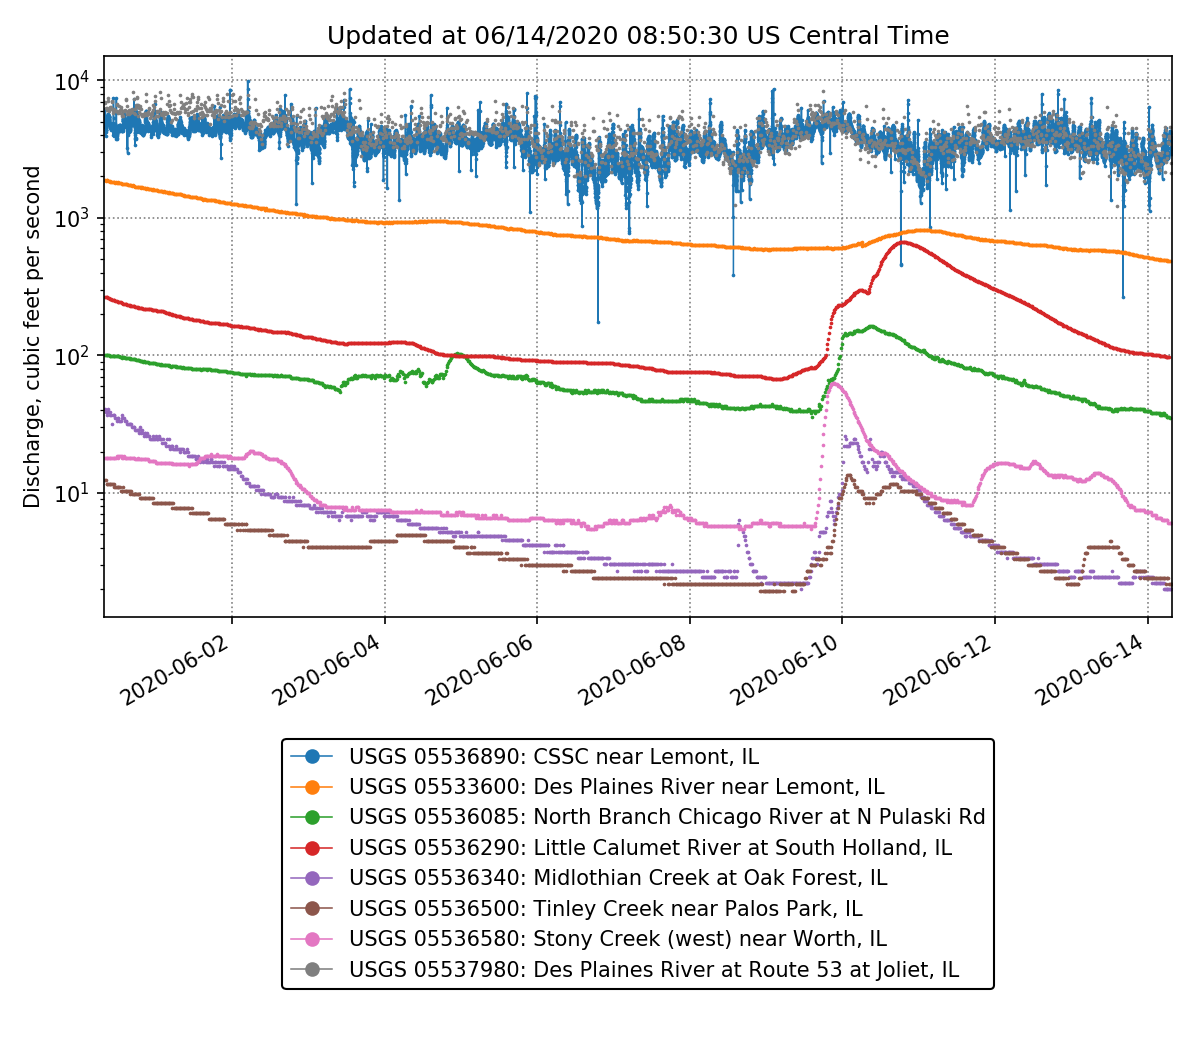 Updated at 06/14/2020 08:50:30 US Central Time
Discharge, cubic feet per second
10^4
10^3
10^2
10^1
2020-06-02
2020-06-04
2020-06-06
2020-06-08
2020-06-10
2020-06-12
2020-06-14
USGS 05536890: CSSC near Lemont, IL
USGS 05533600: Des Plaines River near Lemont, IL
USGS 05536085: North Branch Chicago River at N Pulaski Rd
USGS 05536290: Little Calumet River at South Holland, IL
USGS 05536340: Midlothian Creek at Oak Forest, IL
USGS 05536500: Tinley Creek near Palos Park, IL
USGS 05536580: Stony Creek (west) near Worth, IL
USGS 05537980: Des Plaines River at Route 53 at Joliet, IL